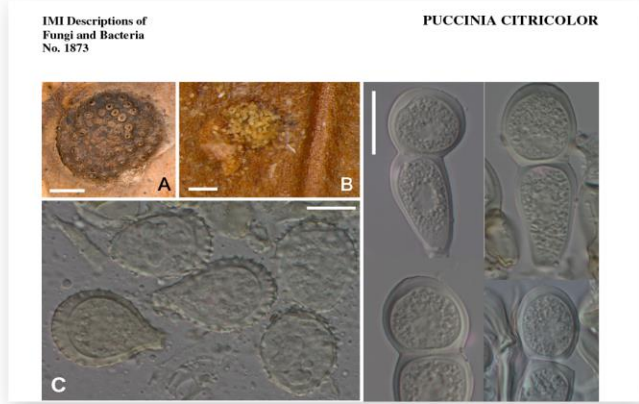 IMI Descriptions of
Fungi and Bacteria
No. 1873
PUCCINIA CITRICOLOR
A
B
C